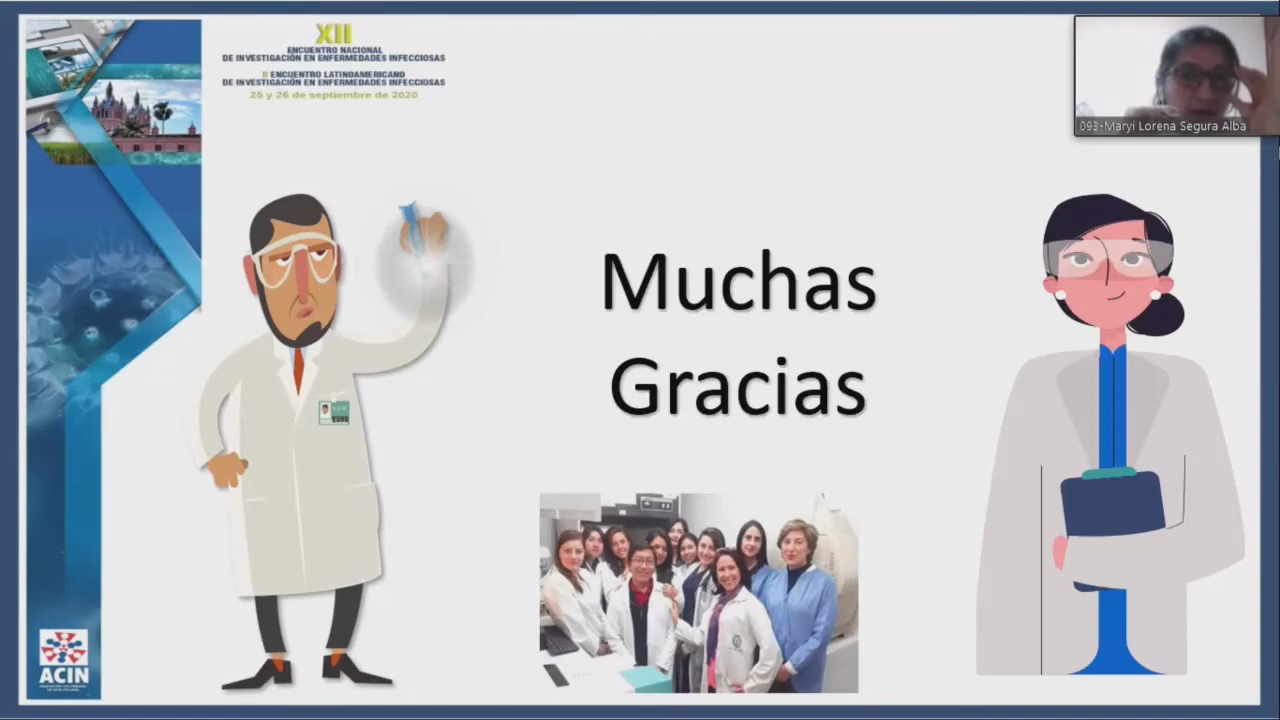 XII
ENCUENTRO NACIONAL
DE INVESTIGACIÓN EN ENFERMEDADES INFECCIOSAS
II ENCUENTRO LATINOAMERICANO
DE INVESTIGACIÓN EN ENFERMEDADES INFECCIOSAS
25 y 26 de septiembre de 2020
093-Maryi Lorena Segura Alba
Muchas
Gracias
ACIN